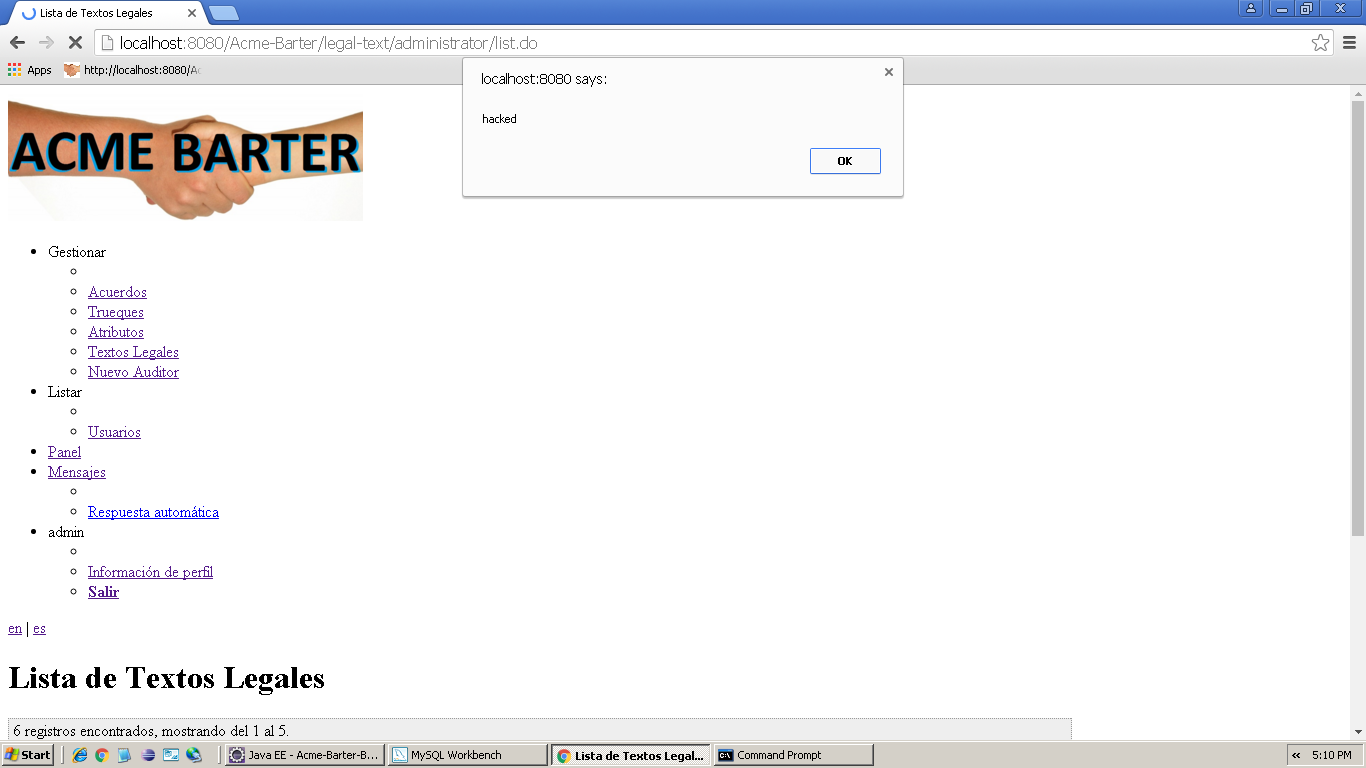 Lista de Textos Legales
localhost:8080/Acme-Barter/legal-text/administrator/list.do
Apps
http://localhost:8080/Ac
localhost:8080 says:
hacked
OK
ACME BARTER
Gestionar
Acuerdos
Trueques
Atributos
Textos Legales
Nuevo Auditor
Listar
Usuarios
Panel
Mensajes
Respuesta automática
admin
Información de perfil
Salir
en | es
Lista de Textos Legales
6 registros encontrados, mostrando del 1 al 5.
Start
Java EE - Acme-Barter-B...
MySQL Workbench
Lista de Textos Legal...
Command Prompt
5:10 PM